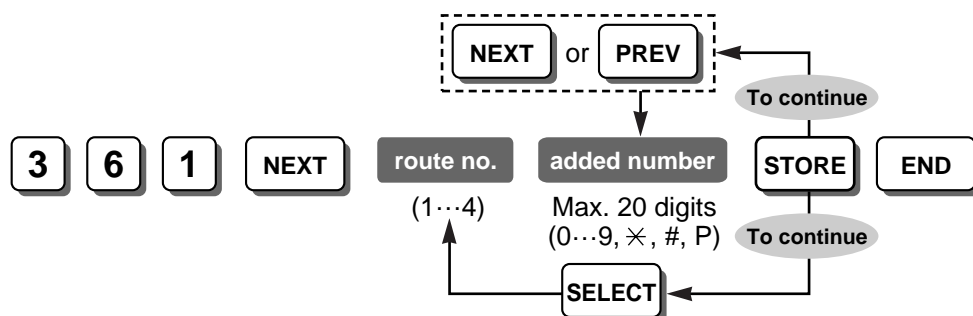 NEXT or PREV
To continue
3 6 1 NEXT route no. added number STORE END
(1···4) Max. 20 digits
(0···9, ✳, #, P) To continue
SELECT